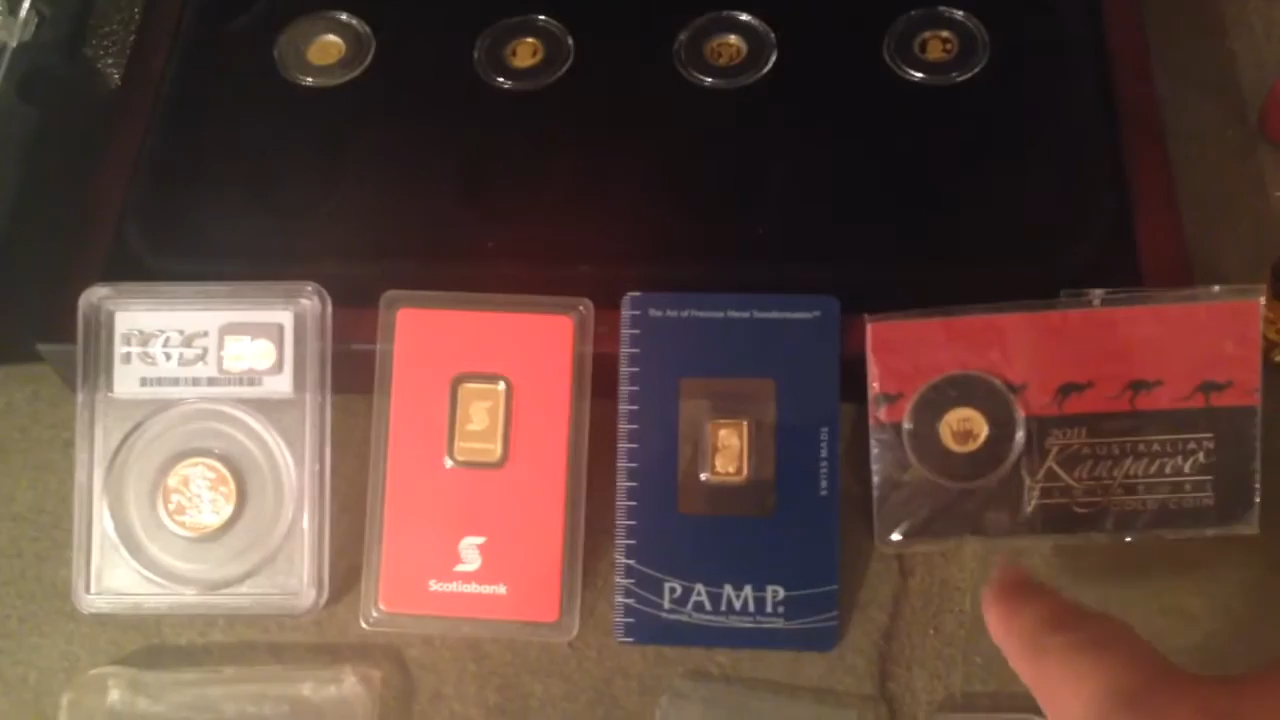 PCGS
Scotiabank
The Art of Precious Metal Transformation™
SWISS MADE
PAMP.
2011
AUSTRALIAN
Kangaroo
GOLD COIN